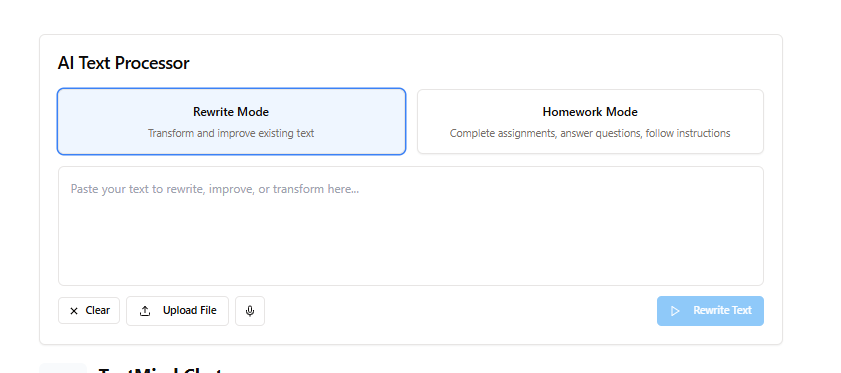 AI Text Processor
Rewrite Mode
Transform and improve existing text
Homework Mode
Complete assignments, answer questions, follow instructions
Paste your text to rewrite, improve, or transform here...
Clear
Upload File
Rewrite Text